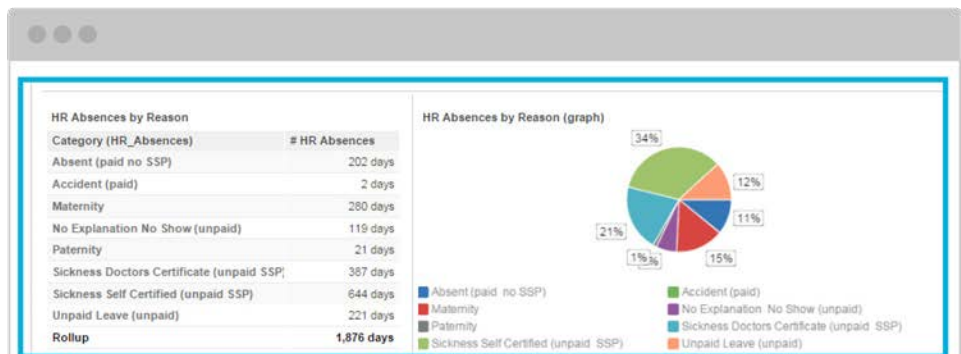 HR Absences by Reason
Category (HR_Absences) # HR Absences
Absent (paid no SSP) 202 days
Accident (paid) 2 days
Maternity 280 days
No Explanation No Show (unpaid) 119 days
Paternity 21 days
Sickness Doctors Certificate (unpaid SSP) 387 days
Sickness Self Certified (unpaid SSP) 644 days
Unpaid Leave (unpaid) 221 days
Rollup 1,876 days
HR Absences by Reason (graph)
34%
12%
11%
21%
1%
15%
Absent (paid no SSP) Accident (paid)
Maternity No Explanation No Show (unpaid)
Paternity Sickness Doctors Certificate (unpaid SSP)
Sickness Self Certified (unpaid SSP) Unpaid Leave (unpaid)